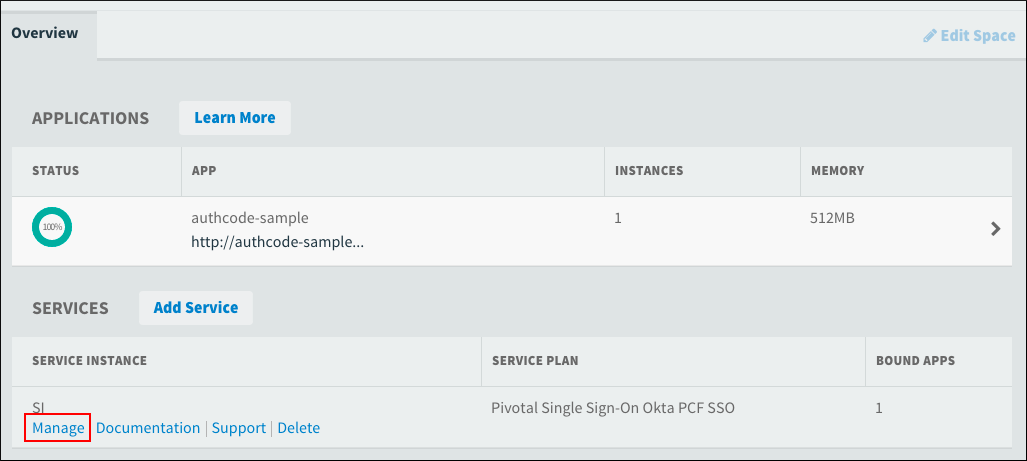 Overview
Edit Space
APPLICATIONS Learn More
STATUS APP INSTANCES MEMORY
100% authcode-sample 1 512MB
http://authcode-sample...
SERVICES Add Service
SERVICE INSTANCE SERVICE PLAN BOUND APPS
SI Pivotal Single Sign-On Okta PCF SSO 1
Manage Documentation | Support | Delete